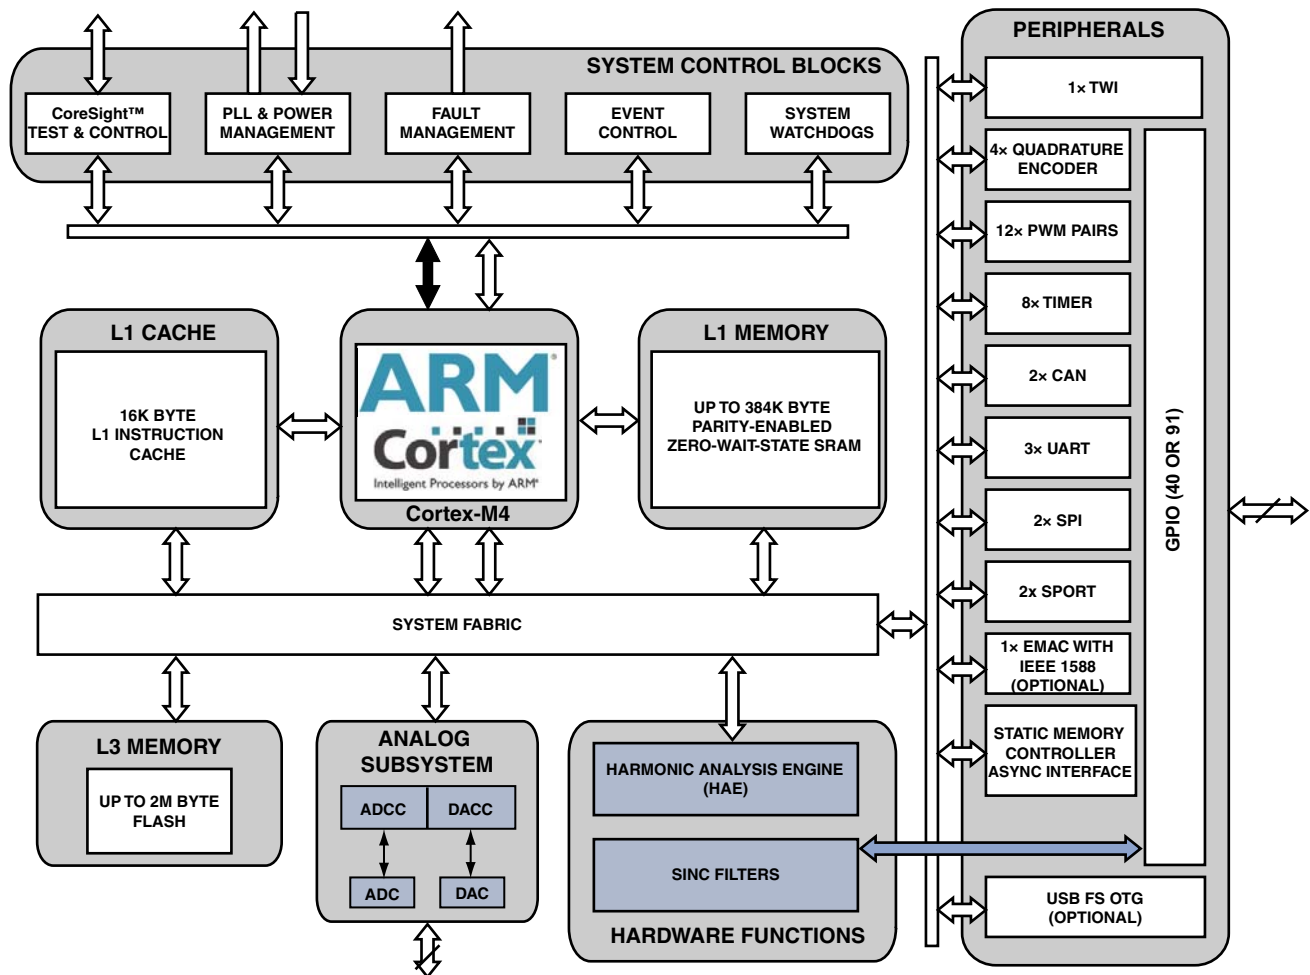 SYSTEM CONTROL BLOCKS
CoreSight™
TEST & CONTROL
PLL & POWER
MANAGEMENT
FAULT
MANAGEMENT
EVENT
CONTROL
SYSTEM
WATCHDOGS
L1 CACHE
16K BYTE
L1 INSTRUCTION
CACHE
ARM®
Cortex®
Intelligent Processors by ARM®
Cortex-M4
L1 MEMORY
UP TO 384K BYTE
PARITY-ENABLED
ZERO-WAIT-STATE SRAM
SYSTEM FABRIC
L3 MEMORY
UP TO 2M BYTE
FLASH
ANALOG
SUBSYSTEM
ADCC
DACC
ADC
DAC
HARMONIC ANALYSIS ENGINE
(HAE)
SINC FILTERS
HARDWARE FUNCTIONS
PERIPHERALS
1× TWI
4× QUADRATURE
ENCODER
12× PWM PAIRS
8× TIMER
2× CAN
3× UART
2× SPI
2x SPORT
1× EMAC WITH
IEEE 1588
(OPTIONAL)
STATIC MEMORY
CONTROLLER
ASYNC INTERFACE
USB FS OTG
(OPTIONAL)
GPIO (40 OR 91)